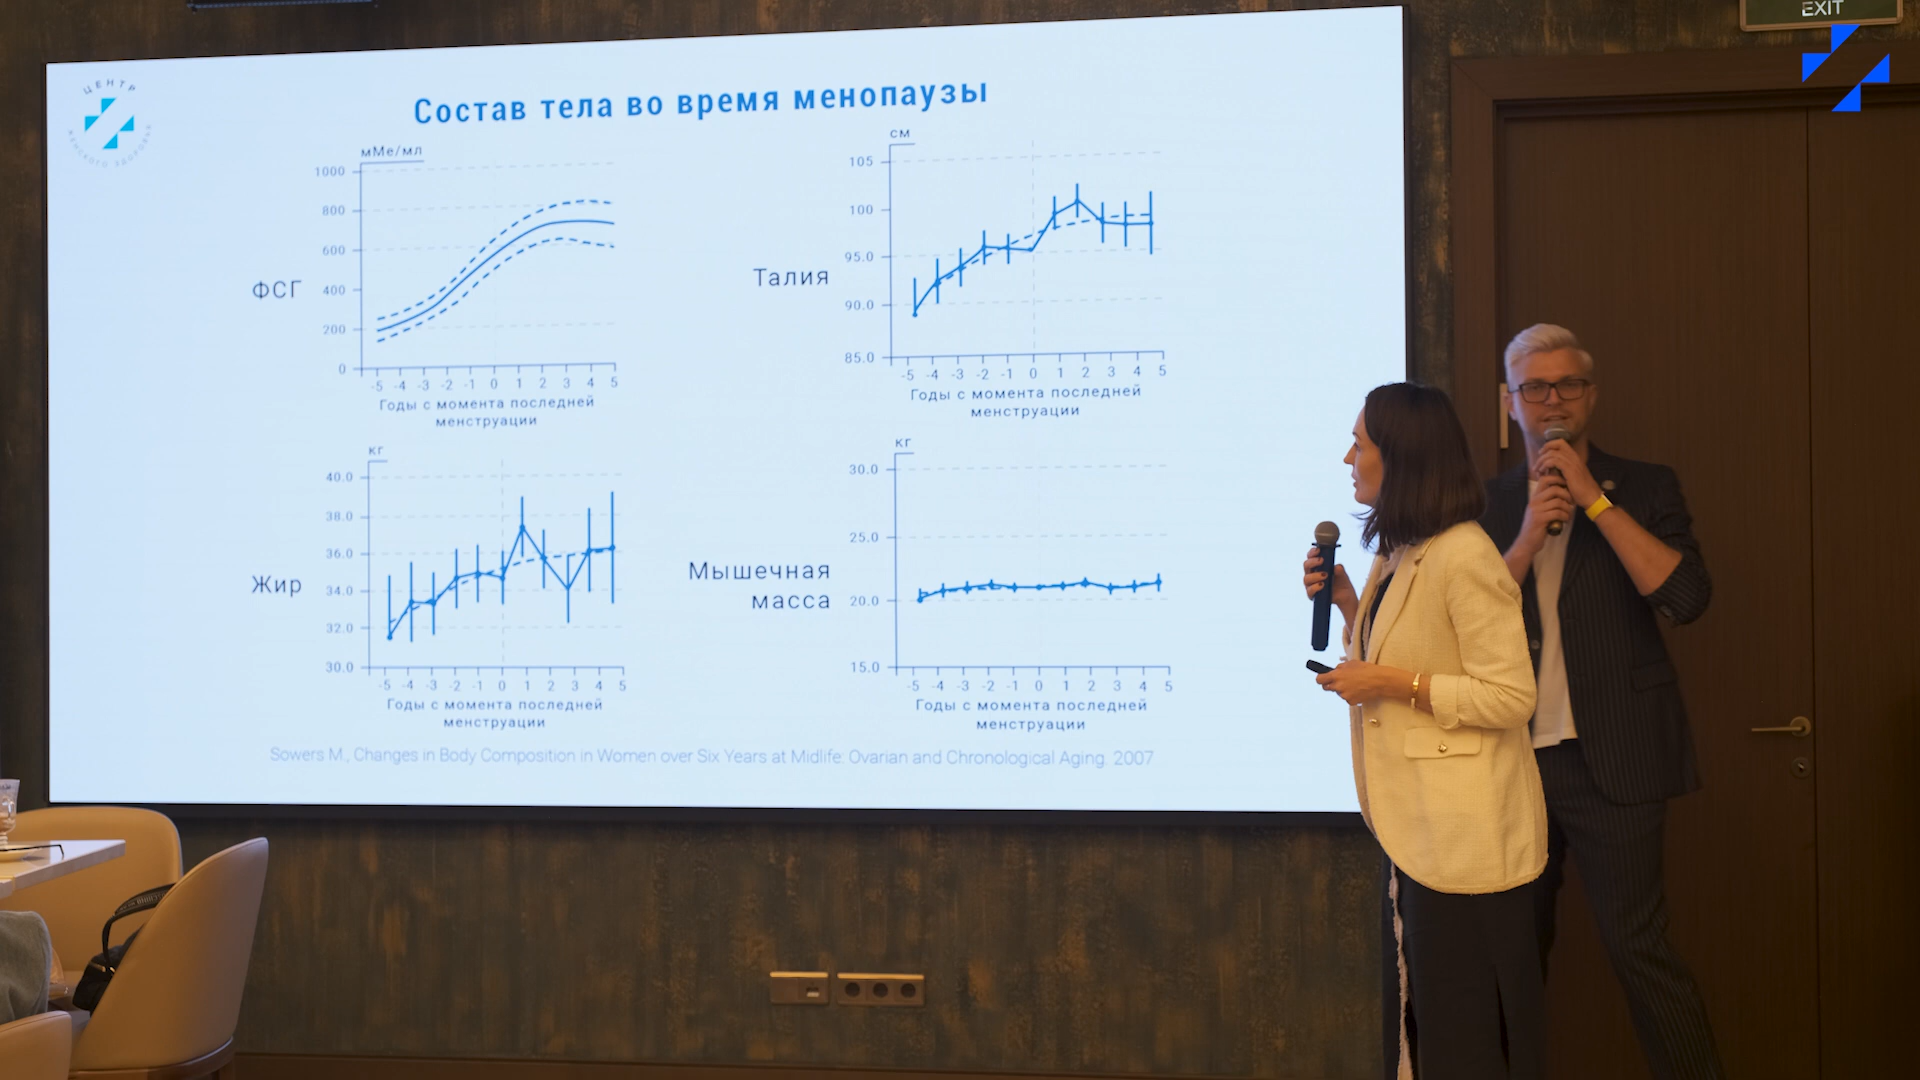 EXIT
ЦЕНТР
ЖЕНСКОГО ЗДОРОВЬЯ
Состав тела во время менопаузы
ФСГ
мМе/мл
1000
800
600
400
200
0
-5 -4 -3 -2 -1 0 1 2 3 4 5
Годы с момента последней
менструации
Талия
см
105
100
95.0
90.0
85.0
-5 -4 -3 -2 -1 0 1 2 3 4 5
Годы с момента последней
менструации
Жир
кг
40.0
38.0
36.0
34.0
32.0
30.0
-5 -4 -3 -2 -1 0 1 2 3 4 5
Годы с момента последней
менструации
Мышечная
масса
кг
30.0
25.0
20.0
15.0
-5 -4 -3 -2 -1 0 1 2 3 4 5
Годы с момента последней
менструации
Sowers M., Changes in Body Composition in Women over Six Years at Midlife: Ovarian and Chronological Aging. 2007